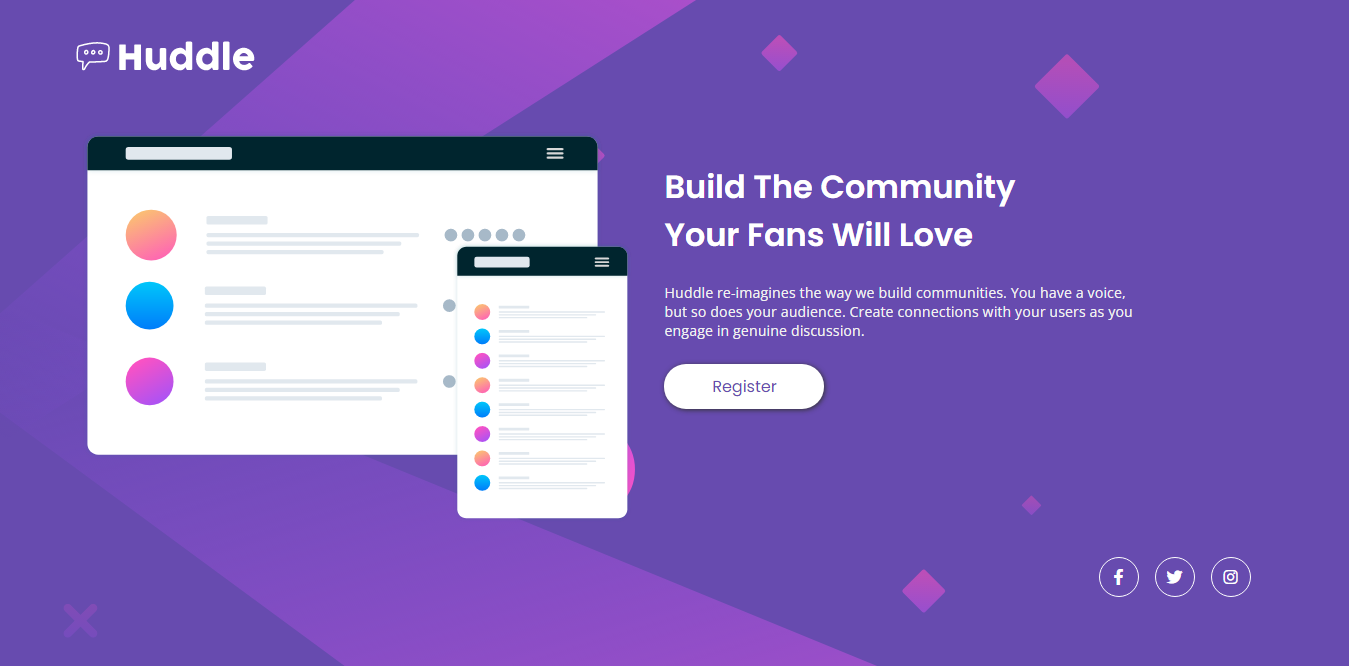 Huddle
Build The Community
Your Fans Will Love
Huddle re-imagines the way we build communities. You have a voice,
but so does your audience. Create connections with your users as you
engage in genuine discussion.
Register